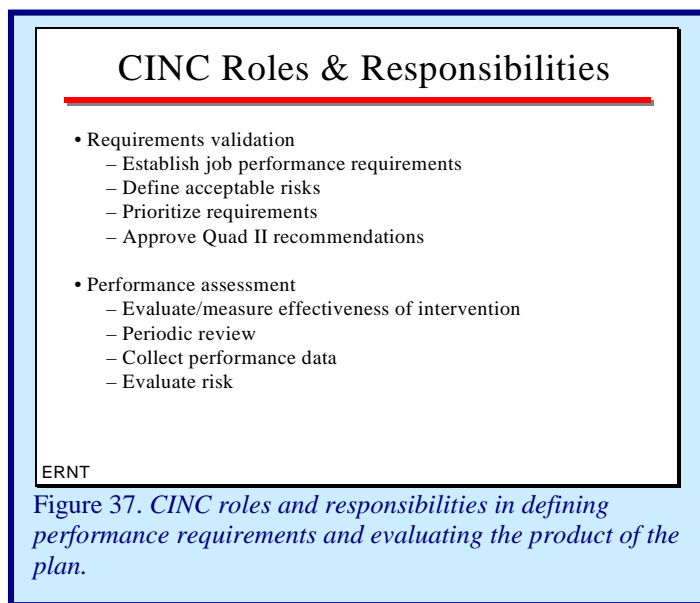 CINC Roles & Responsibilities
• Requirements validation
– Establish job performance requirements
– Define acceptable risks
– Prioritize requirements
– Approve Quad II recommendations
• Performance assessment
– Evaluate/measure effectiveness of intervention
– Periodic review
– Collect performance data
– Evaluate risk
ERNT
Figure 37. CINC roles and responsibilities in defining
performance requirements and evaluating the product of the
plan.